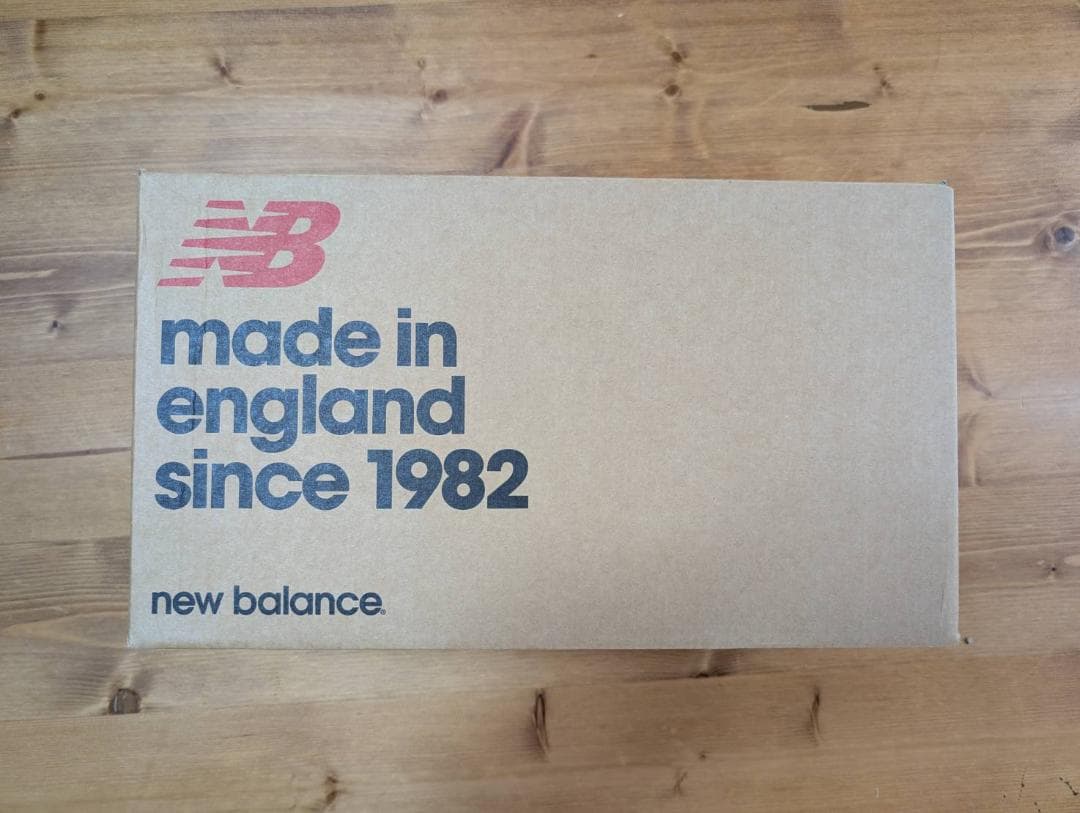 NB
made in
england
since 1982
new balance®